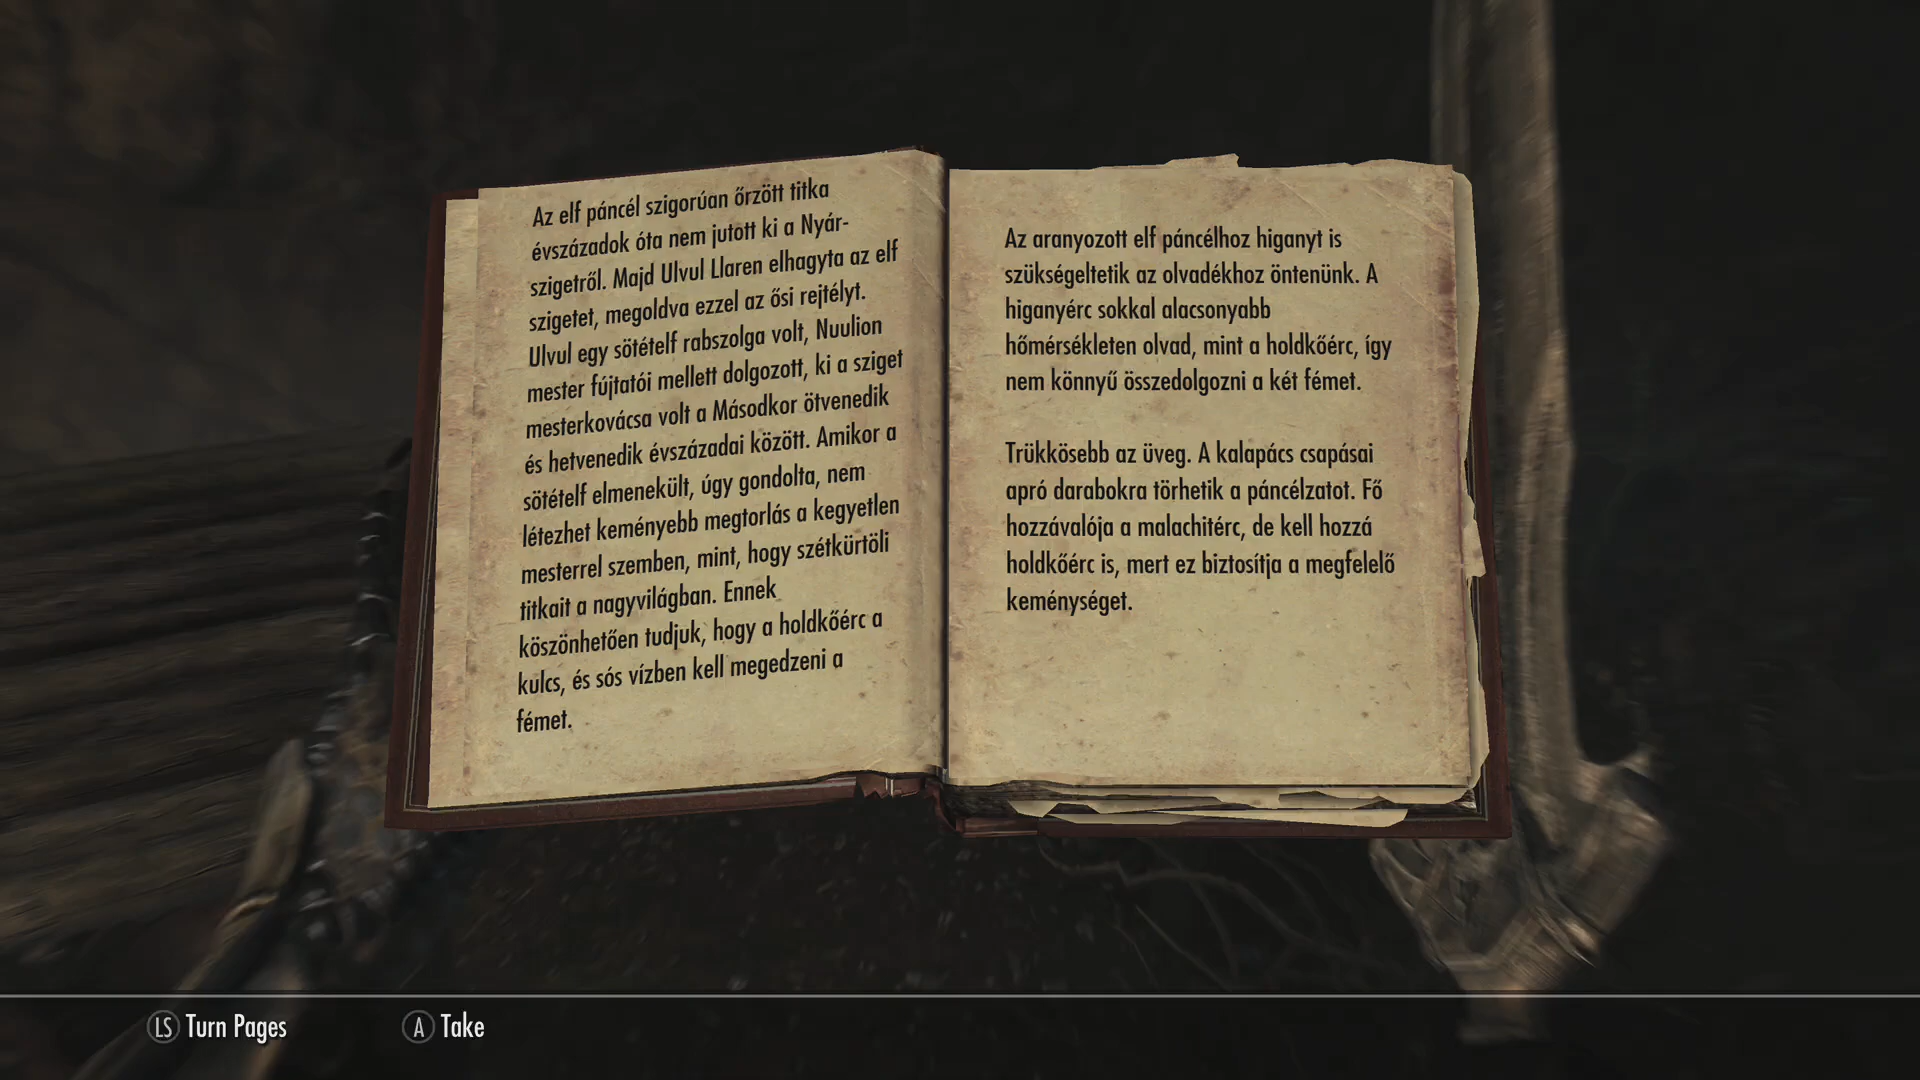 Az elf páncél szigorúan őrzött titka
évszázadok óta nem jutott ki a Nyár-
szigetről. Majd Ulvul Llaren elhagyta az elf
szigetet, megoldva ezzel az ősi rejtélyt.
Ulvul egy sötételf rabszolga volt, Nuulion
mester fújtatói mellett dolgozott, ki a sziget
mesterkovácsa volt a Másodkor ötvenedik
és hetvenedik évszázadai között. Amikor a
sötételf elmenekült, úgy gondolta, nem
létezhet keményebb megtorlás a kegyetlen
mesterrel szemben, mint, hogy szétkürtöli
titkait a nagyvilágban. Ennek
köszönhetően tudjuk, hogy a holdkőérc a
kulcs, és sós vízben kell megedzeni a
fémet.
Az aranyozott elf páncélhoz higanyt is
szükségeltetik az olvadékhoz öntenünk. A
higanyérc sokkal alacsonyabb
hőmérsékleten olvad, mint a holdkőérc, így
nem könnyű összedolgozni a két fémet.
Trükkösebb az üveg. A kalapács csapásai
apró darabokra törhetik a páncélzatot. Fő
hozzávalója a malachitérc, de kell hozzá
holdkőérc is, mert ez biztosítja a megfelelő
keménységet.
LS Turn Pages
A Take